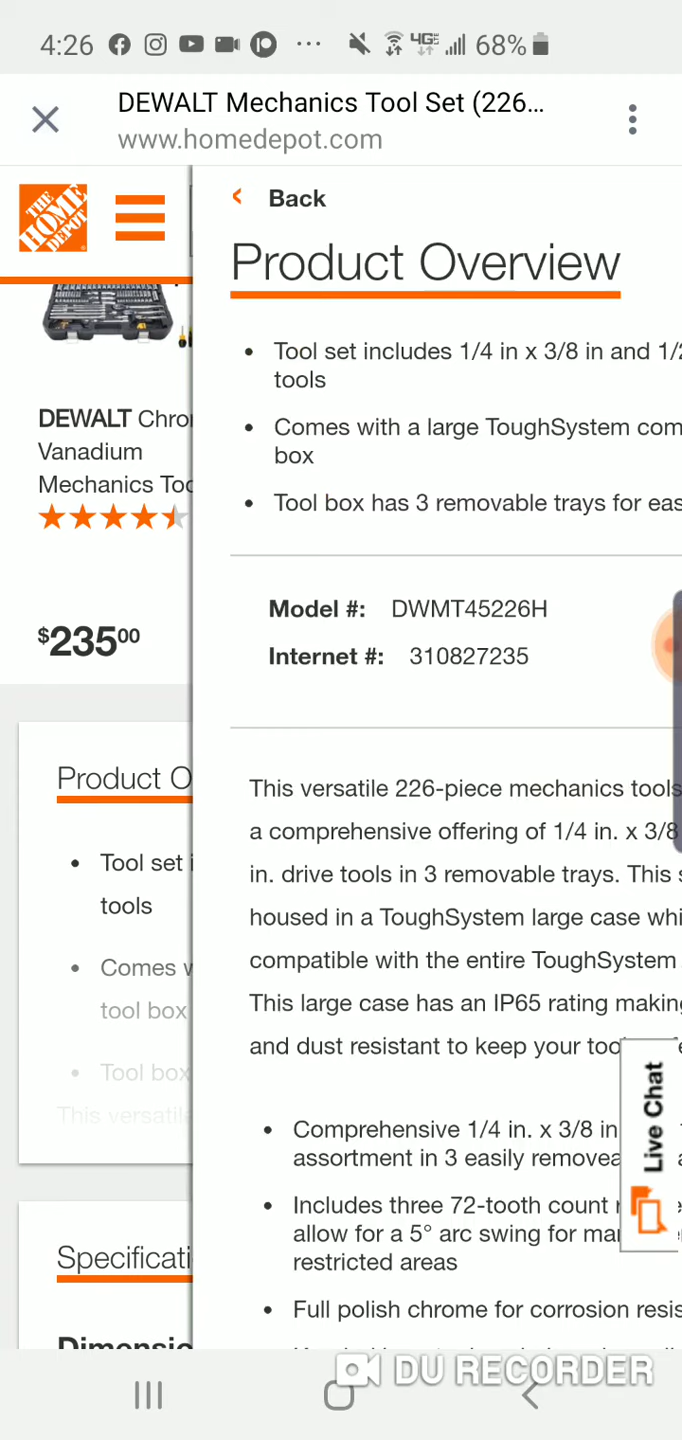 4:26 ... 4GE 68%
DEWALT Mechanics Tool Set (226...
www.homedepot.com
THE HOME DEPOT
Back
Product Overview
DEWALT Chro
Vanadium
Mechanics Too
$235 00
Product O
Tool set i
tools
Comes w
tool box
Tool box
This versatil
Specificati
Dimensio
Tool set includes 1/4 in x 3/8 in and 1/2
tools
Comes with a large ToughSystem com
box
Tool box has 3 removable trays for eas
Model #: DWMT45226H
Internet #: 310827235
This versatile 226-piece mechanics tools
a comprehensive offering of 1/4 in. x 3/8
in. drive tools in 3 removable trays. This s
housed in a ToughSystem large case whi
compatible with the entire ToughSystem
This large case has an IP65 rating making
and dust resistant to keep your too
Comprehensive 1/4 in. x 3/8 in
assortment in 3 easily removea
Includes three 72-tooth count
allow for a 5° arc swing for ma
restricted areas
Full polish chrome for corrosion resis
Live Chat
DU RECORDER